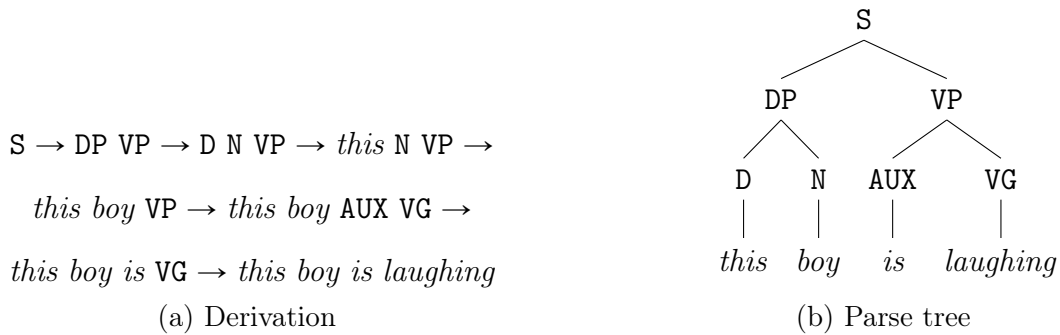 S → DP VP → D N VP → this N VP →
this boy VP → this boy AUX VG →
this boy is VG → this boy is laughing
(a) Derivation
S
DP VP
D N AUX VG
this boy is laughing
(b) Parse tree